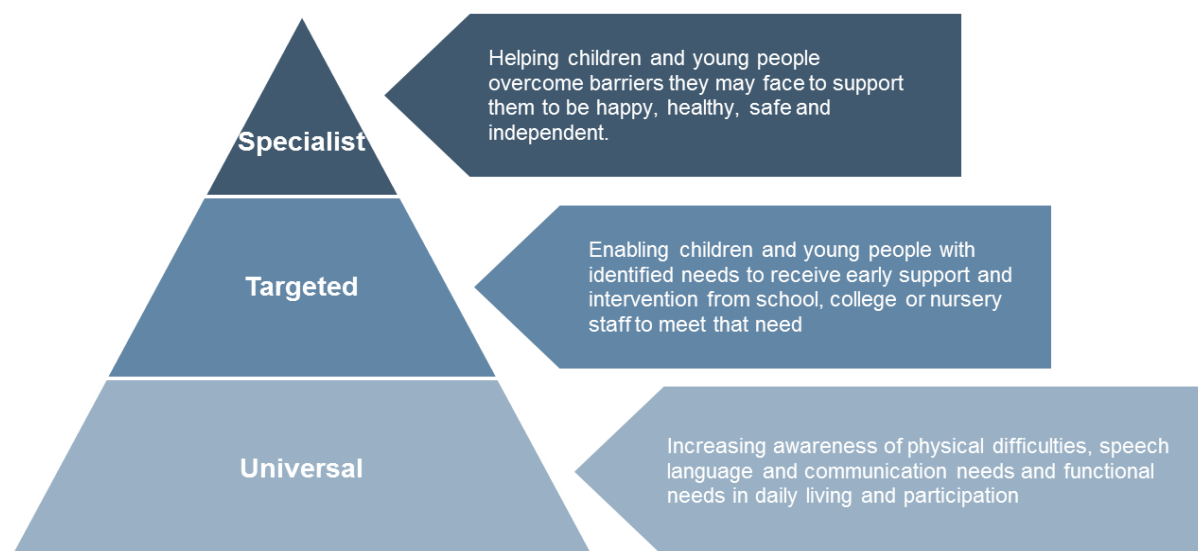 Specialist
Helping children and young people
overcome barriers they may face to support
them to be happy, healthy, safe and
independent.
Targeted
Enabling children and young people with
identified needs to receive early support and
intervention from school, college or nursery
staff to meet that need
Universal
Increasing awareness of physical difficulties, speech
language and communication needs and functional
needs in daily living and participation